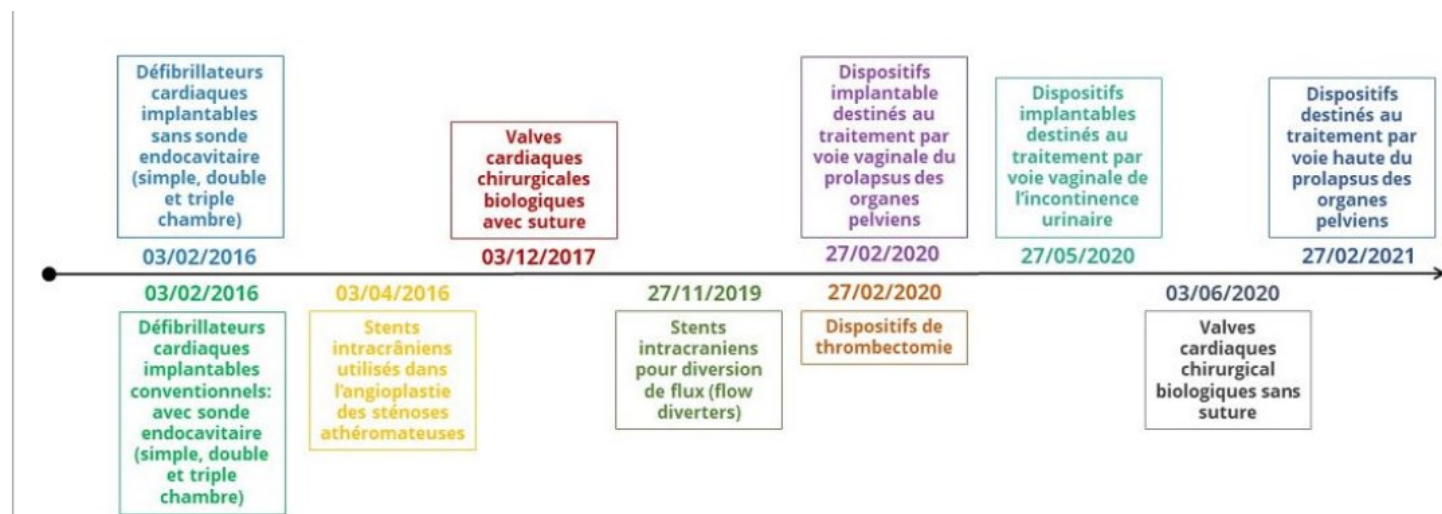 Défibrillateurs
cardiaques
implantables
sans sonde
endocavitaire
(simple, double
et triple
chambre)
03/02/2016
Valves
cardiaques
chirurgicales
biologiques
avec suture
03/12/2017
Dispositifs
implantable
destinés au
traitement par
voie vaginale du
prolapsus des
organes
pelviens
27/02/2020
Dispositifs
implantables
destinés au
traitement par
voie vaginale de
l'incontinence
urinaire
27/05/2020
Dispositifs
destinés au
traitement par
voie haute du
prolapsus des
organes
pelviens
27/02/2021
03/02/2016
Défibrillateurs
cardiaques
implantables
conventionnels:
avec sonde
endocavitaire
(simple, double
et triple
chambre)
03/04/2016
Stents
intracrâniens
utilisés dans
l'angioplastie
des sténoses
athéromateuses
27/11/2019
Stents
intracraniens
pour diversion
de flux (flow
diverters)
27/02/2020
Dispositifs de
thrombectomie
03/06/2020
Valves
cardiaques
chirurgical
biologiques sans
suture